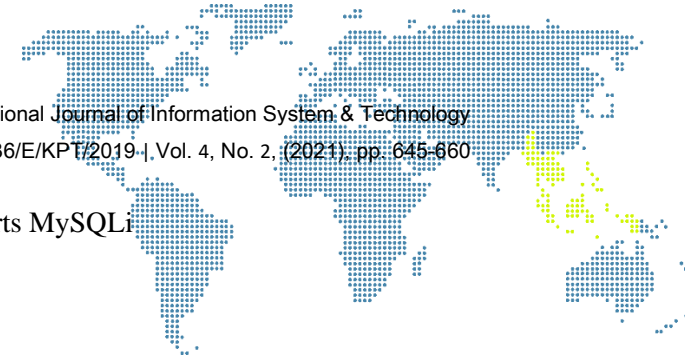 ional Journal of Information System & Technology
36/E/KPT/2019 | Vol. 4, No. 2, (2021), pp. 645-660
rts MySQLi